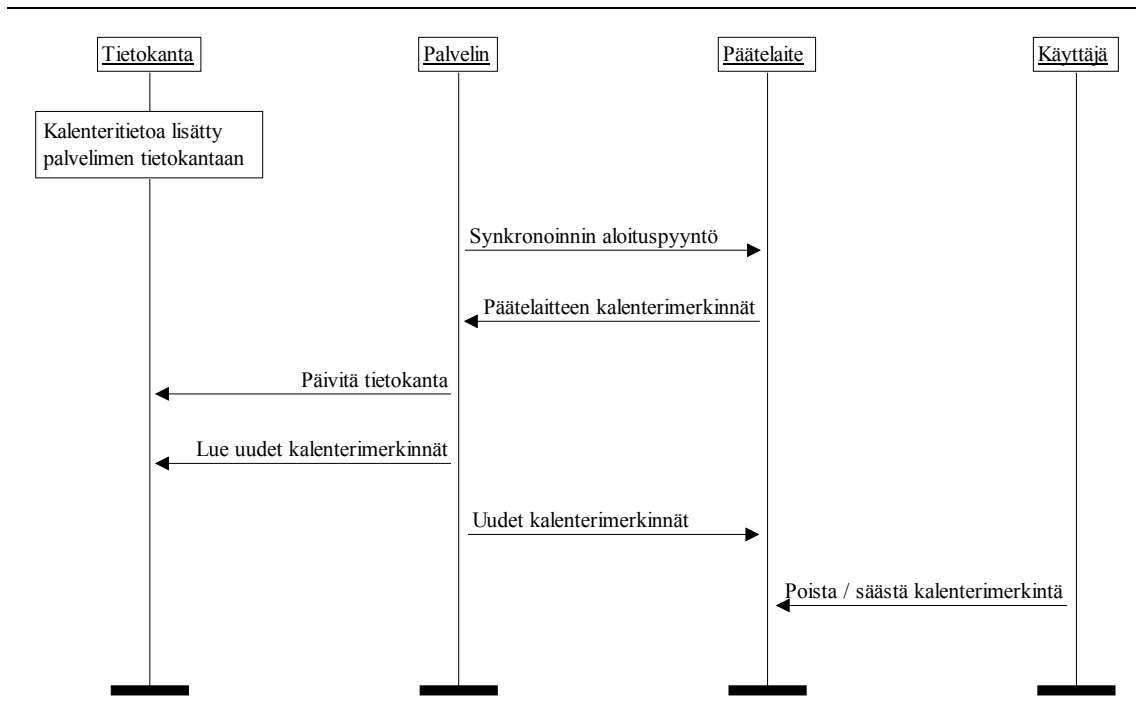 Tietokanta
Palvelin
Päätelaite
Käyttäjä
Kalenteritietoa lisätty
palvelimen tietokantaan
Synkronoinnin aloituspyyntö
Päätelaitteen kalenterimerkinnät
Päivitä tietokanta
Lue uudet kalenterimerkinnät
Uudet kalenterimerkinnät
Poista / säästä kalenterimerkintä